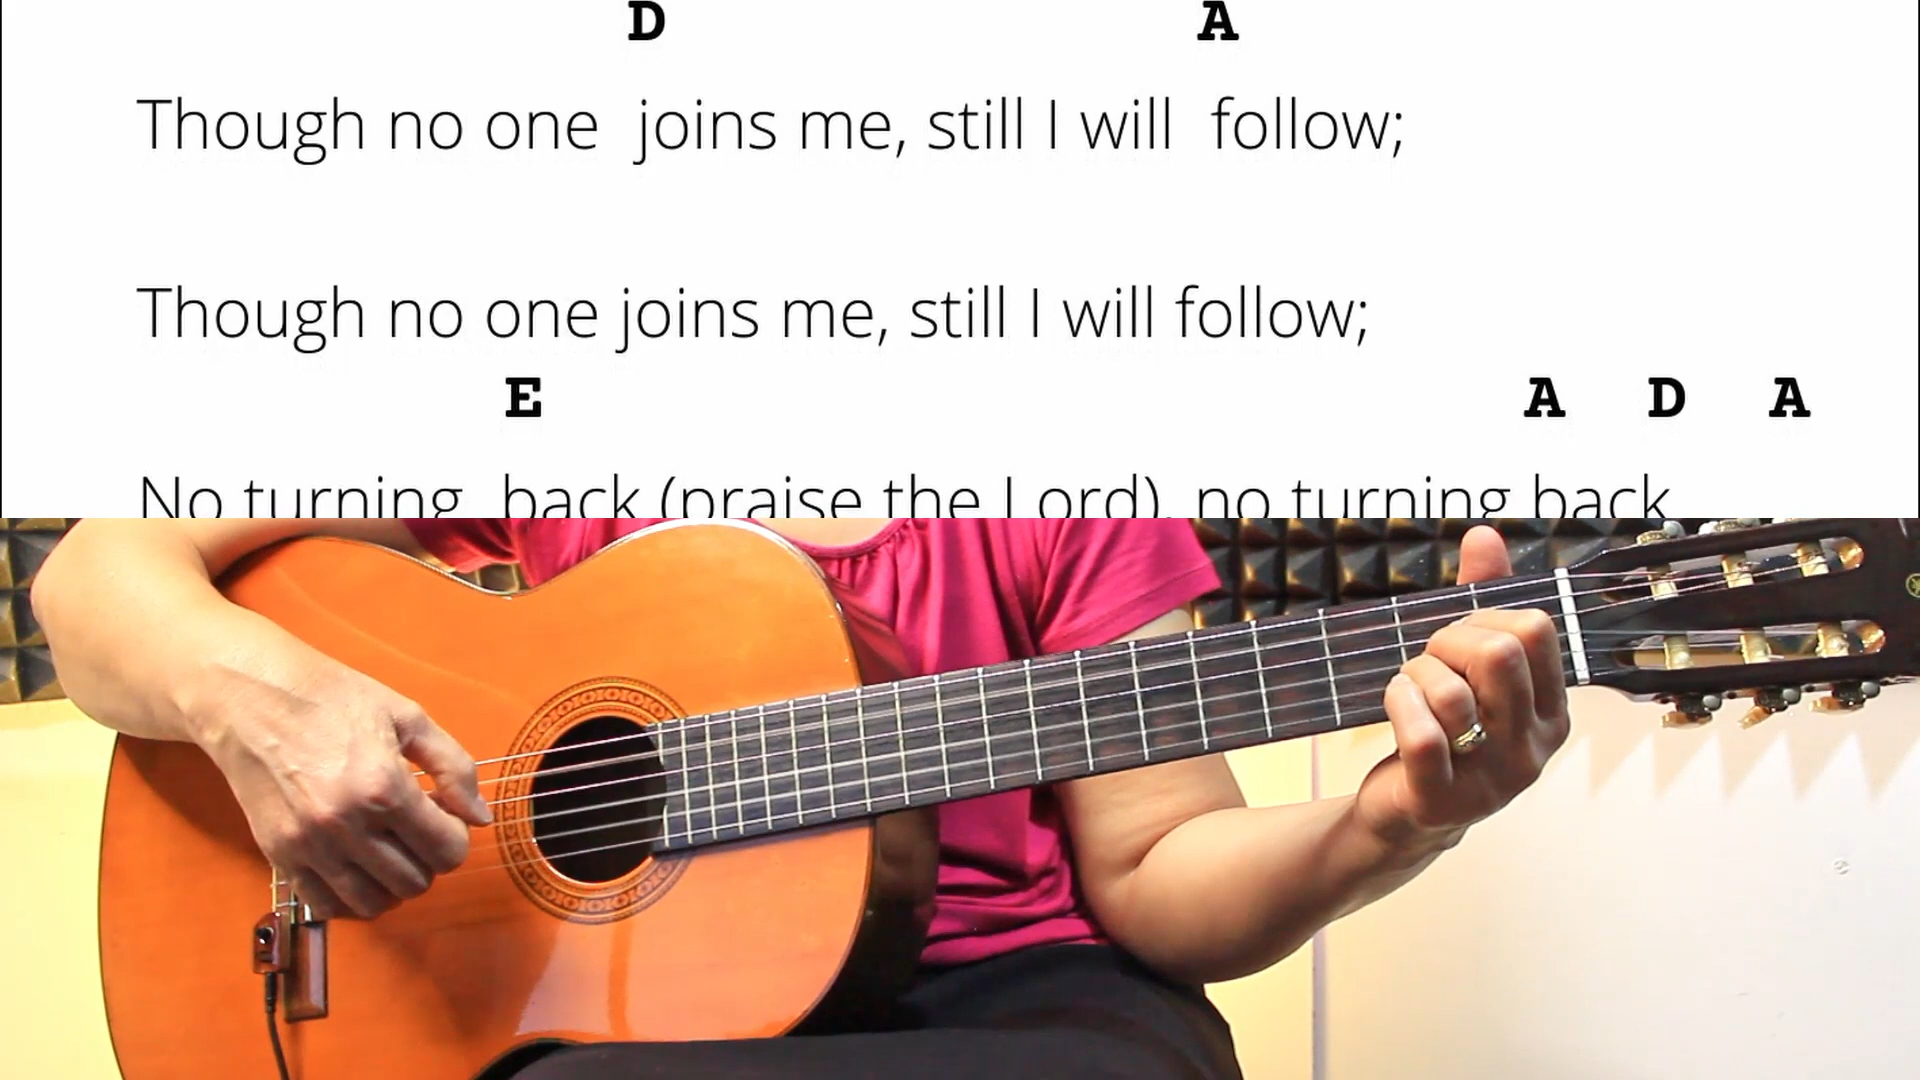 D A
Though no one joins me, still I will follow;
Though no one joins me, still I will follow;
E A D A
No turning back (praise the Lord), no turning back